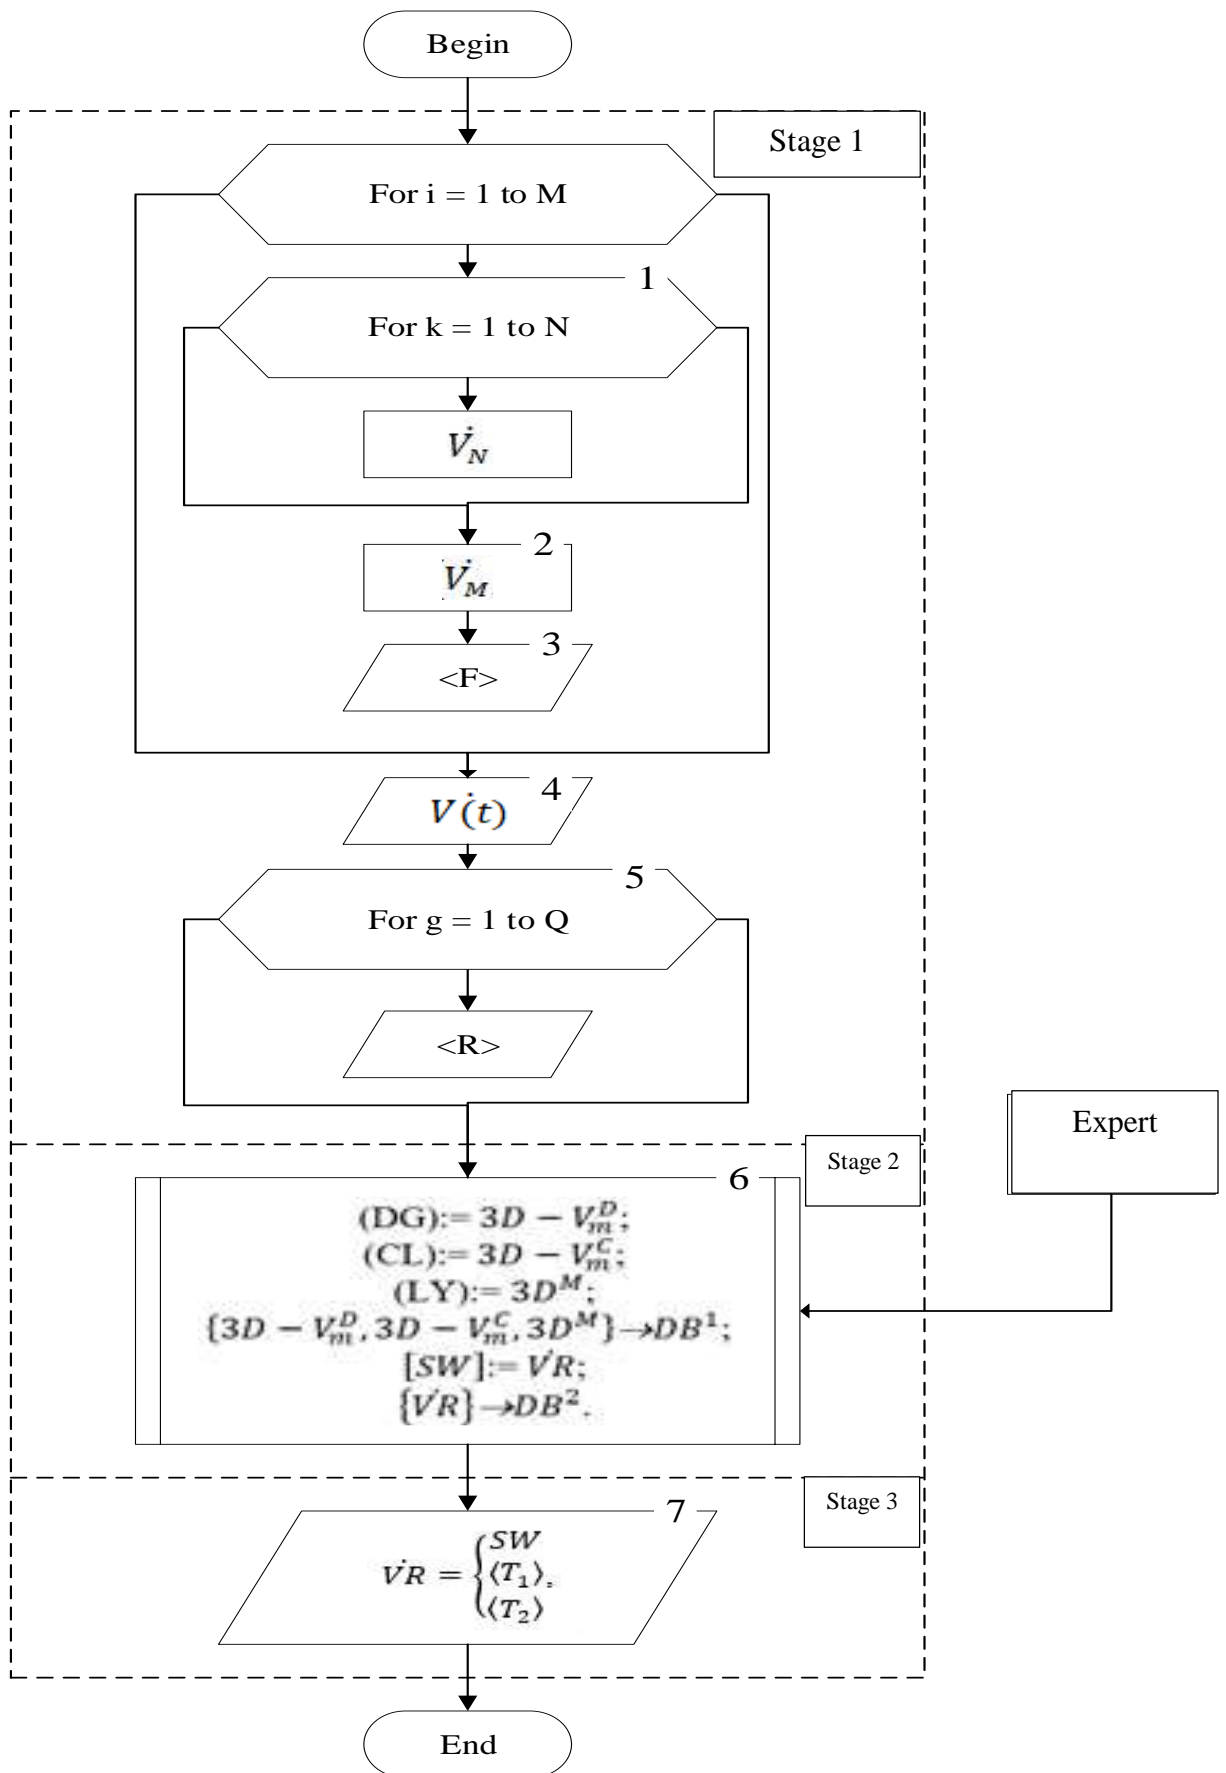 Begin
Stage 1
For i = 1 to M
1
For k = 1 to N
V̇_N
2
V̇_M
3
<F>
4
V̇(t)
5
For g = 1 to Q
<R>
Expert
Stage 2
6
(DG):= 3D − V_m^D;
(CL):= 3D − V_m^C;
(LY):= 3D^M;
{3D − V_m^D, 3D − V_m^C, 3D^M}→DB^1;
[SW]:= V̇R;
{V̇R}→DB^2.
Stage 3
7
V̇R = { SW
⟨T_1⟩,
⟨T_2⟩
End